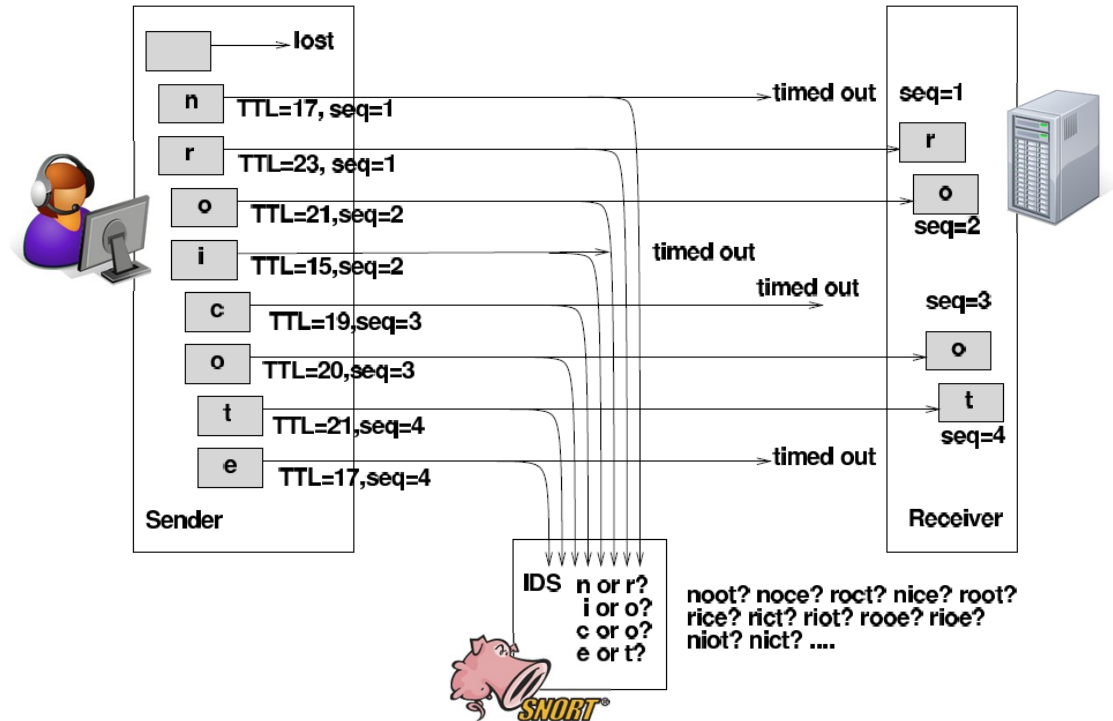 lost
n
TTL=17, seq=1
timed out
seq=1
r
TTL=23, seq=1
r
o
TTL=21,seq=2
o
seq=2
i
TTL=15,seq=2
timed out
c
TTL=19,seq=3
timed out
seq=3
o
TTL=20,seq=3
o
t
TTL=21,seq=4
t
seq=4
e
TTL=17,seq=4
timed out
Sender
Receiver
IDS n or r?
i or o?
c or o?
e or t?
noot? noce? roct? nice? root?
rice? rict? riot? rooe? rioe?
niot? nict? ....
SNORT®